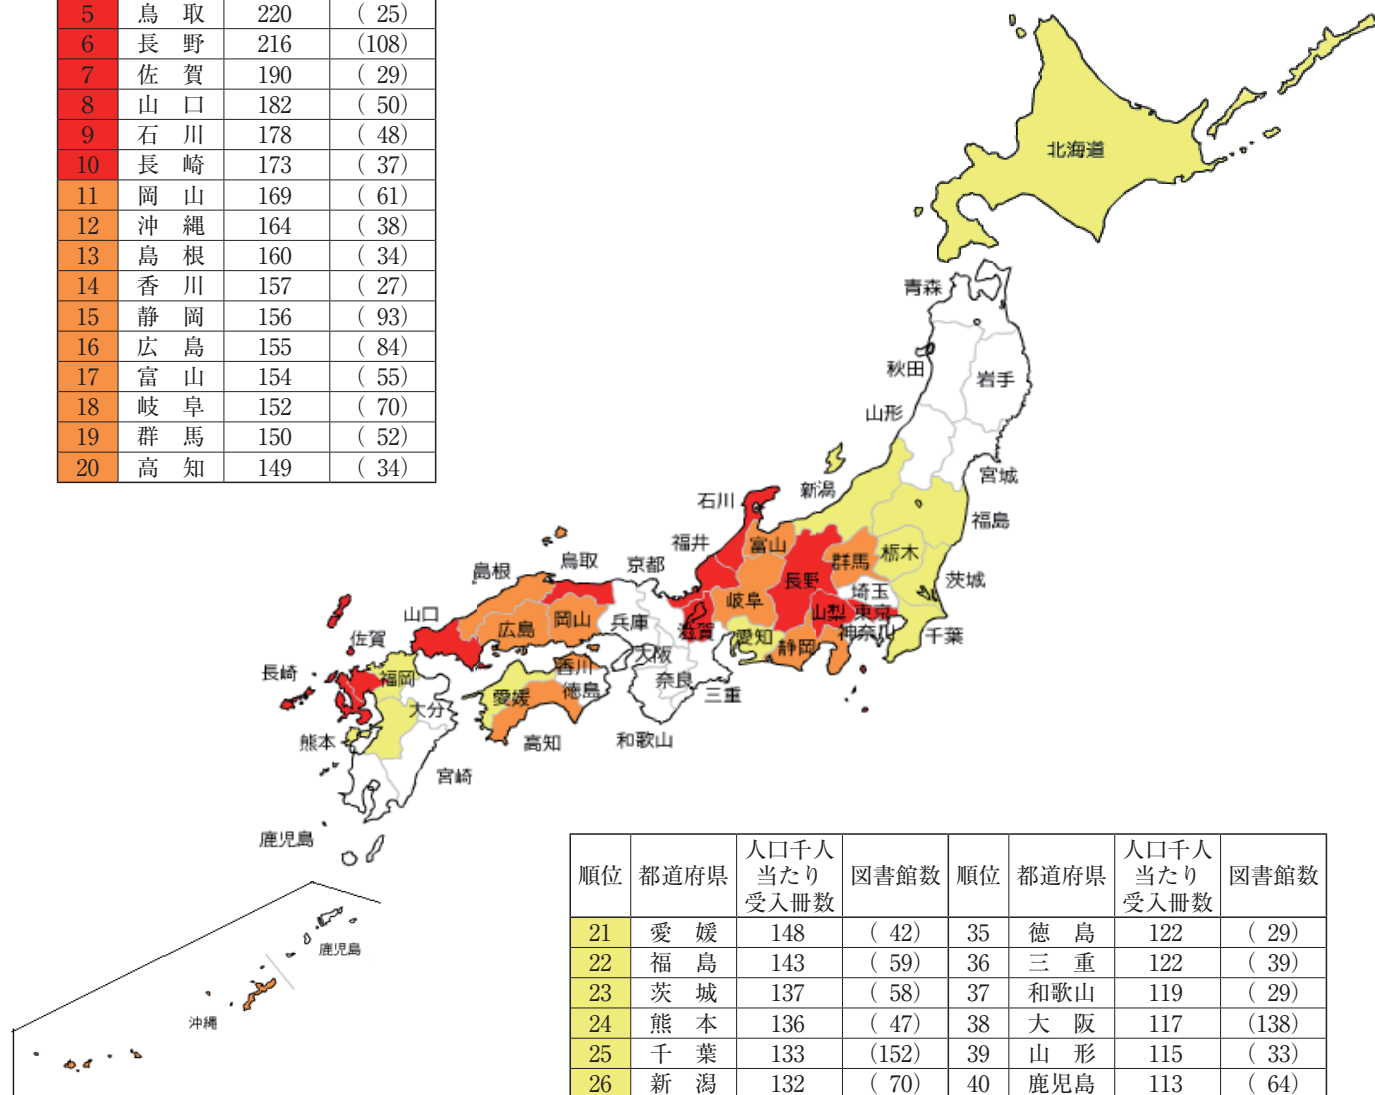 5 鳥取 220 ( 25)
6 長野 216 (108)
7 佐賀 190 ( 29)
8 山口 182 ( 50)
9 石川 178 ( 48)
10 長崎 173 ( 37)
11 岡山 169 ( 61)
12 沖縄 164 ( 38)
13 島根 160 ( 34)
14 香川 157 ( 27)
15 静岡 156 ( 93)
16 広島 155 ( 84)
17 富山 154 ( 55)
18 岐阜 152 ( 70)
19 群馬 150 ( 52)
20 高知 149 ( 34)
北海道
青森
秋田
岩手
山形
宮城
新潟
石川
福島
福井
富山
群馬
栃木
鳥取
京都
島根
長野
茨城
埼玉
岐阜
山梨
東京
山口
岡山
兵庫
広島
滋賀
愛知
神奈川
千葉
佐賀
静岡
大阪
香川
長崎
福岡
奈良
徳島
三重
愛媛
大分
熊本
高知
和歌山
宮崎
鹿児島
鹿児島
沖縄
順位 都道府県 人口千人当たり受入冊数 図書館数 順位 都道府県 人口千人当たり受入冊数 図書館数
21 愛媛 148 ( 42) 35 徳島 122 ( 29)
22 福島 143 ( 59) 36 三重 122 ( 39)
23 茨城 137 ( 58) 37 和歌山 119 ( 29)
24 熊本 136 ( 47) 38 大阪 117 (138)
25 千葉 133 (152) 39 山形 115 ( 33)
26 新潟 132 ( 70) 40 鹿児島 113 ( 64)